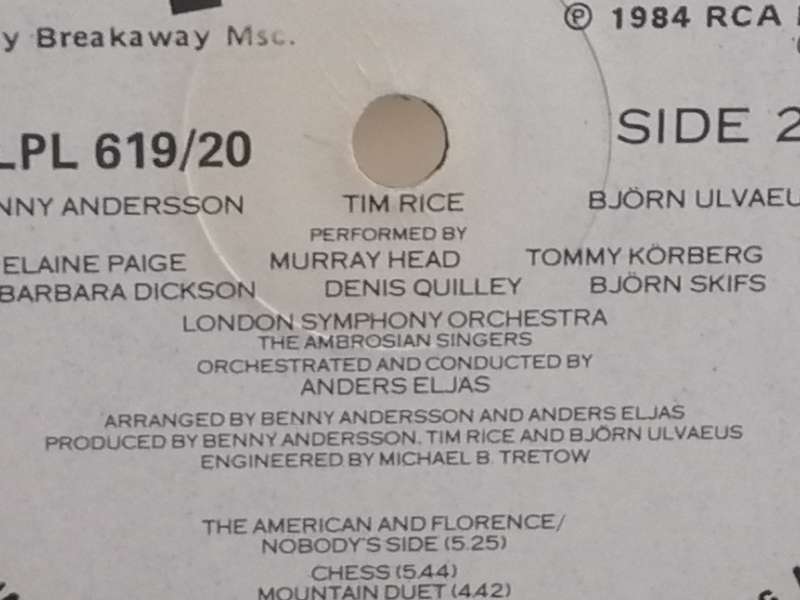 y Breakaway Msc.
℗ 1984 RCA
LPL 619/20
SIDE 2
NNY ANDERSSON TIM RICE BJÖRN ULVAEU
PERFORMED BY
ELAINE PAIGE MURRAY HEAD TOMMY KÖRBERG
BARBARA DICKSON DENIS QUILLEY BJÖRN SKIFS
LONDON SYMPHONY ORCHESTRA
THE AMBROSIAN SINGERS
ORCHESTRATED AND CONDUCTED BY
ANDERS ELJAS
ARRANGED BY BENNY ANDERSSON AND ANDERS ELJAS
PRODUCED BY BENNY ANDERSSON, TIM RICE AND BJÖRN ULVAEUS
ENGINEERED BY MICHAEL B. TRETOW
THE AMERICAN AND FLORENCE/
NOBODY'S SIDE (5.25)
CHESS (5.44)
MOUNTAIN DUET (4.42)